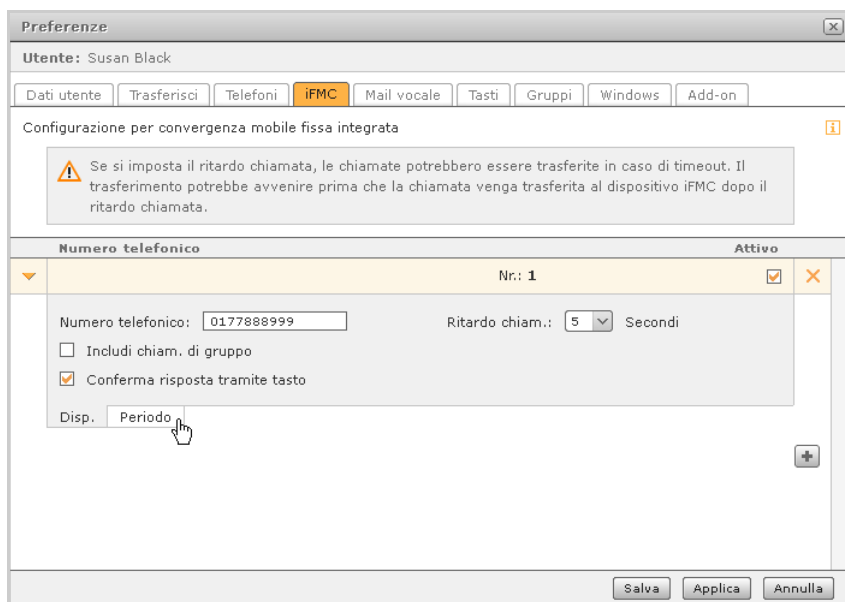 Preferenze
Utente: Susan Black
Dati utente Trasferisci Telefoni iFMC Mail vocale Tasti Gruppi Windows Add-on
Configurazione per convergenza mobile fissa integrata
Se si imposta il ritardo chiamata, le chiamate potrebbero essere trasferite in caso di timeout. Il
trasferimento potrebbe avvenire prima che la chiamata venga trasferita al dispositivo iFMC dopo il
ritardo chiamata.
Numero telefonico Attivo
Nr.: 1
Numero telefonico: 0177888999 Ritardo chiam.: 5 Secondi
Includi chiam. di gruppo
Conferma risposta tramite tasto
Disp. Periodo
Salva Applica Annulla